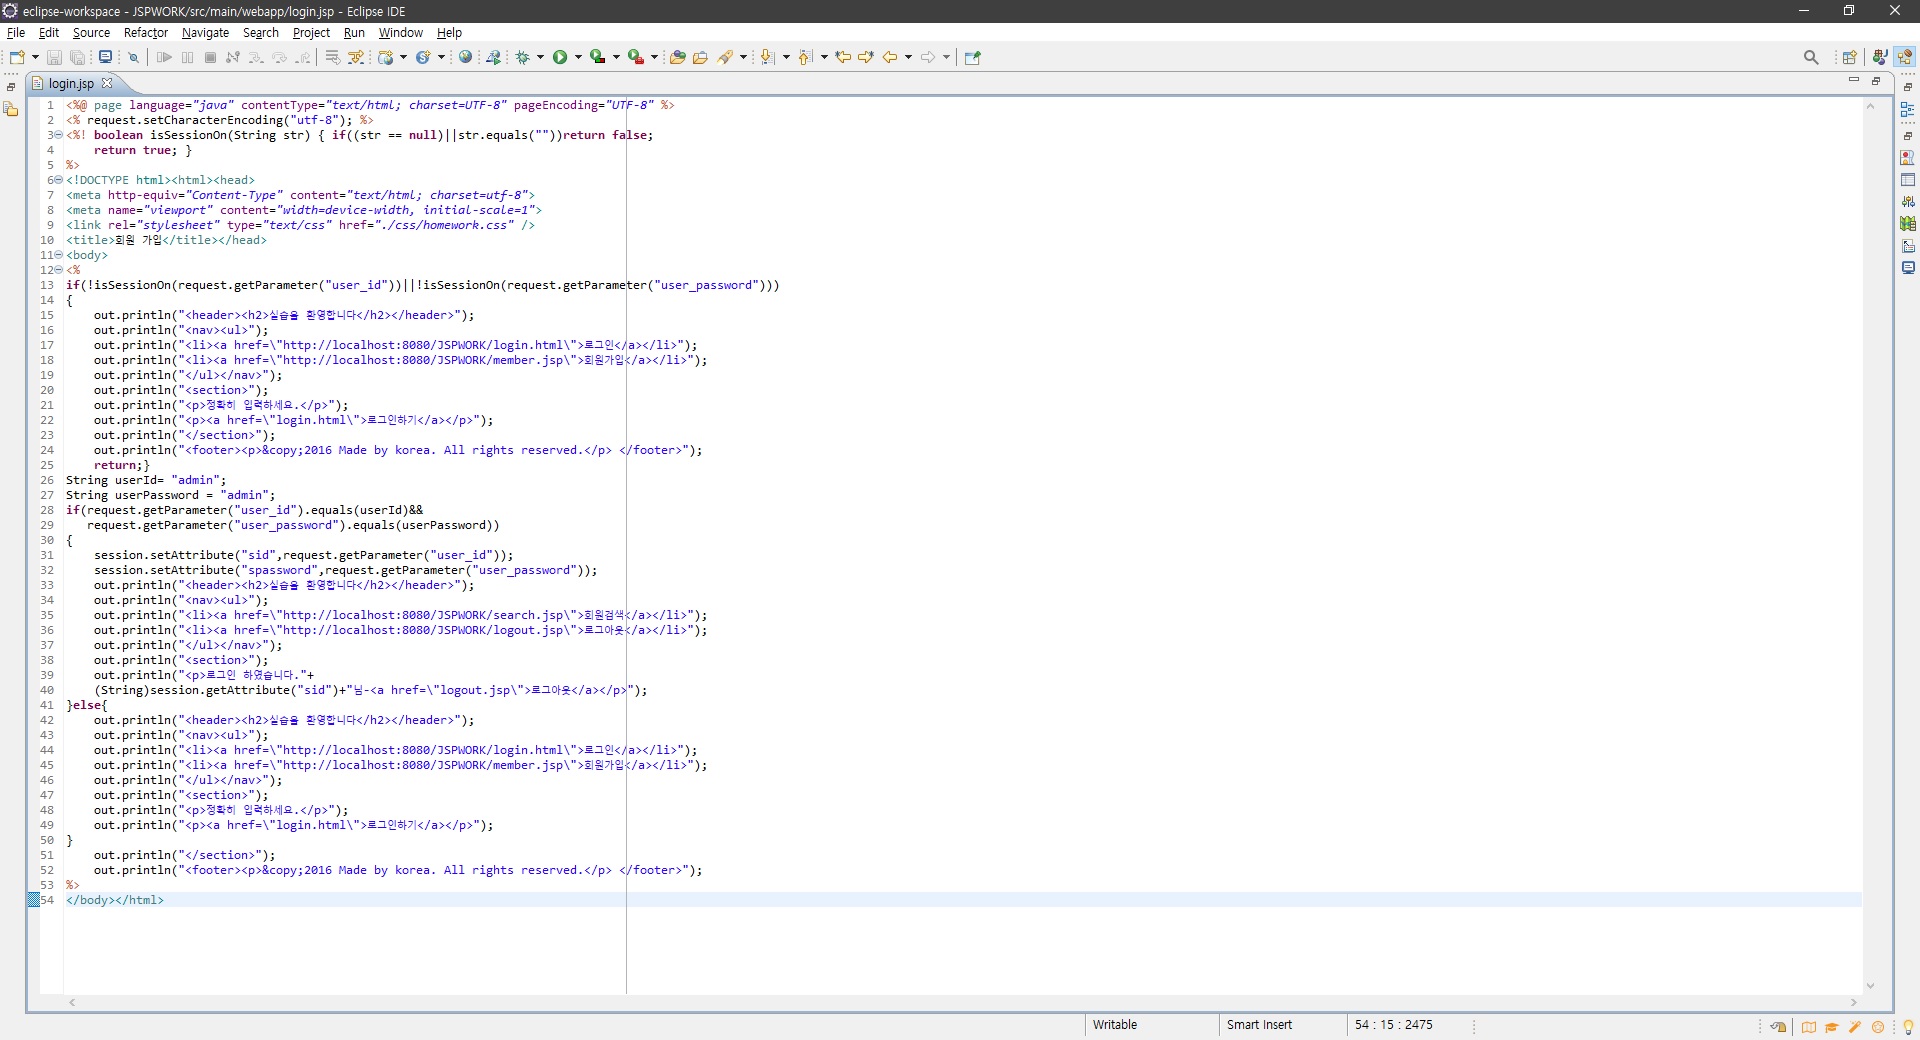 eclipse-workspace - JSPWORK/src/main/webapp/login.jsp - Eclipse IDE
File Edit Source Refactor Navigate Search Project Run Window Help
login.jsp
1 <%@ page language="java" contentType="text/html; charset=UTF-8" pageEncoding="UTF-8" %>
2 <% request.setCharacterEncoding("utf-8"); %>
3 <%! boolean isSessionOn(String str) { if((str == null)||str.equals(""))return false;
4     return true; }
5 %>
6 <!DOCTYPE html><html><head>
7 <meta http-equiv="Content-Type" content="text/html; charset=utf-8">
8 <meta name="viewport" content="width=device-width, initial-scale=1">
9 <link rel="stylesheet" type="text/css" href="./css/homework.css" />
10 <title>회원 가입</title></head>
11 <body>
12 <%
13 if(!isSessionOn(request.getParameter("user_id"))||!isSessionOn(request.getParameter("user_password")))
14 {
15     out.println("<header><h2>실습을 환영합니다</h2></header>");
16     out.println("<nav><ul>");
17     out.println("<li><a href=\"http://localhost:8080/JSPWORK/login.html\">로그인</a></li>");
18     out.println("<li><a href=\"http://localhost:8080/JSPWORK/member.jsp\">회원가입</a></li>");
19     out.println("</ul></nav>");
20     out.println("<section>");
21     out.println("<p>정확히 입력하세요.</p>");
22     out.println("<p><a href=\"login.html\">로그인하기</a></p>");
23     out.println("</section>");
24     out.println("<footer><p>&copy;2016 Made by korea. All rights reserved.</p> </footer>");
25     return;}
26 String userId= "admin";
27 String userPassword = "admin";
28 if(request.getParameter("user_id").equals(userId)&&
29    request.getParameter("user_password").equals(userPassword))
30 {
31     session.setAttribute("sid",request.getParameter("user_id"));
32     session.setAttribute("spassword",request.getParameter("user_password"));
33     out.println("<header><h2>실습을 환영합니다</h2></header>");
34     out.println("<nav><ul>");
35     out.println("<li><a href=\"http://localhost:8080/JSPWORK/search.jsp\">회원검색</a></li>");
36     out.println("<li><a href=\"http://localhost:8080/JSPWORK/logout.jsp\">로그아웃</a></li>");
37     out.println("</ul></nav>");
38     out.println("<section>");
39     out.println("<p>로그인 하였습니다."+
40     (String)session.getAttribute("sid")+"님-<a href=\"logout.jsp\">로그아웃</a></p>");
41 }else{
42     out.println("<header><h2>실습을 환영합니다</h2></header>");
43     out.println("<nav><ul>");
44     out.println("<li><a href=\"http://localhost:8080/JSPWORK/login.html\">로그인</a></li>");
45     out.println("<li><a href=\"http://localhost:8080/JSPWORK/member.jsp\">회원가입</a></li>");
46     out.println("</ul></nav>");
47     out.println("<section>");
48     out.println("<p>정확히 입력하세요.</p>");
49     out.println("<p><a href=\"login.html\">로그인하기</a></p>");
50 }
51     out.println("</section>");
52     out.println("<footer><p>&copy;2016 Made by korea. All rights reserved.</p> </footer>");
53 %>
54 </body></html>
Writable Smart Insert 54 : 15 : 2475